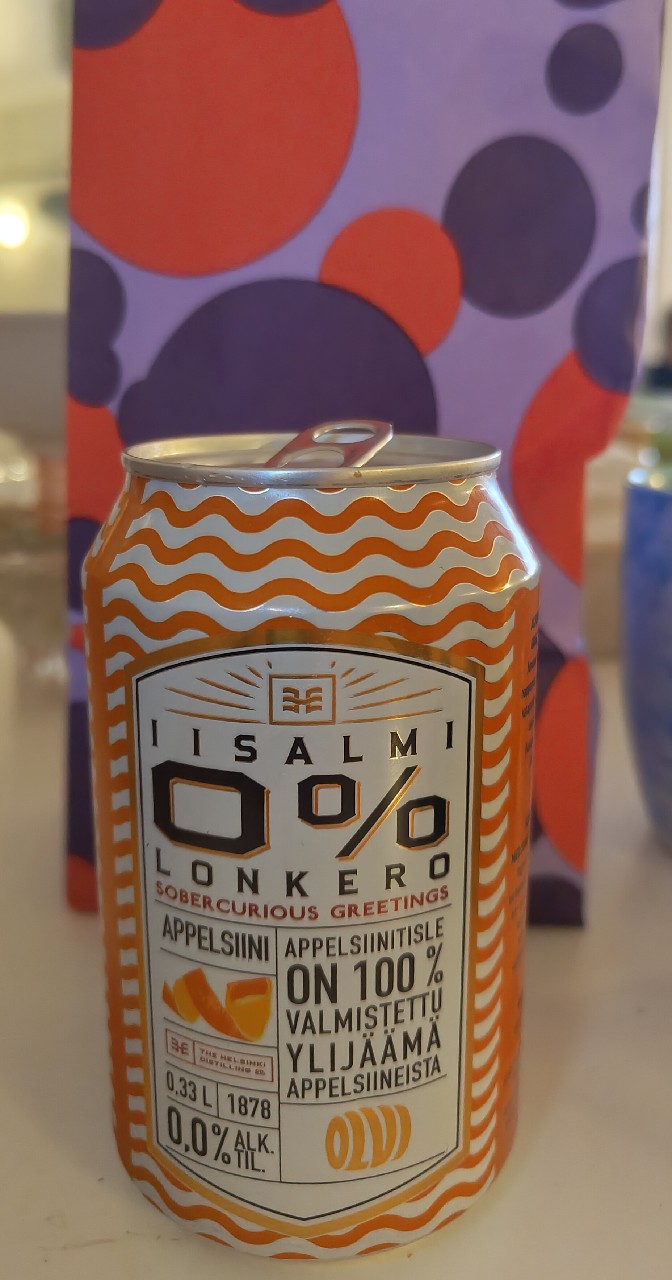 IISALMI
0%
LONKERO
SOBERCURIOUS GREETINGS
APPELSIINI
THE HELSINKI
DISTILLING CO.
0,33 L
1878
0,0% ALK.
TIL.
APPELSIINITISLE
ON 100 %
VALMISTETTU
YLIJÄÄMÄ
APPELSIINEISTA
OLVI